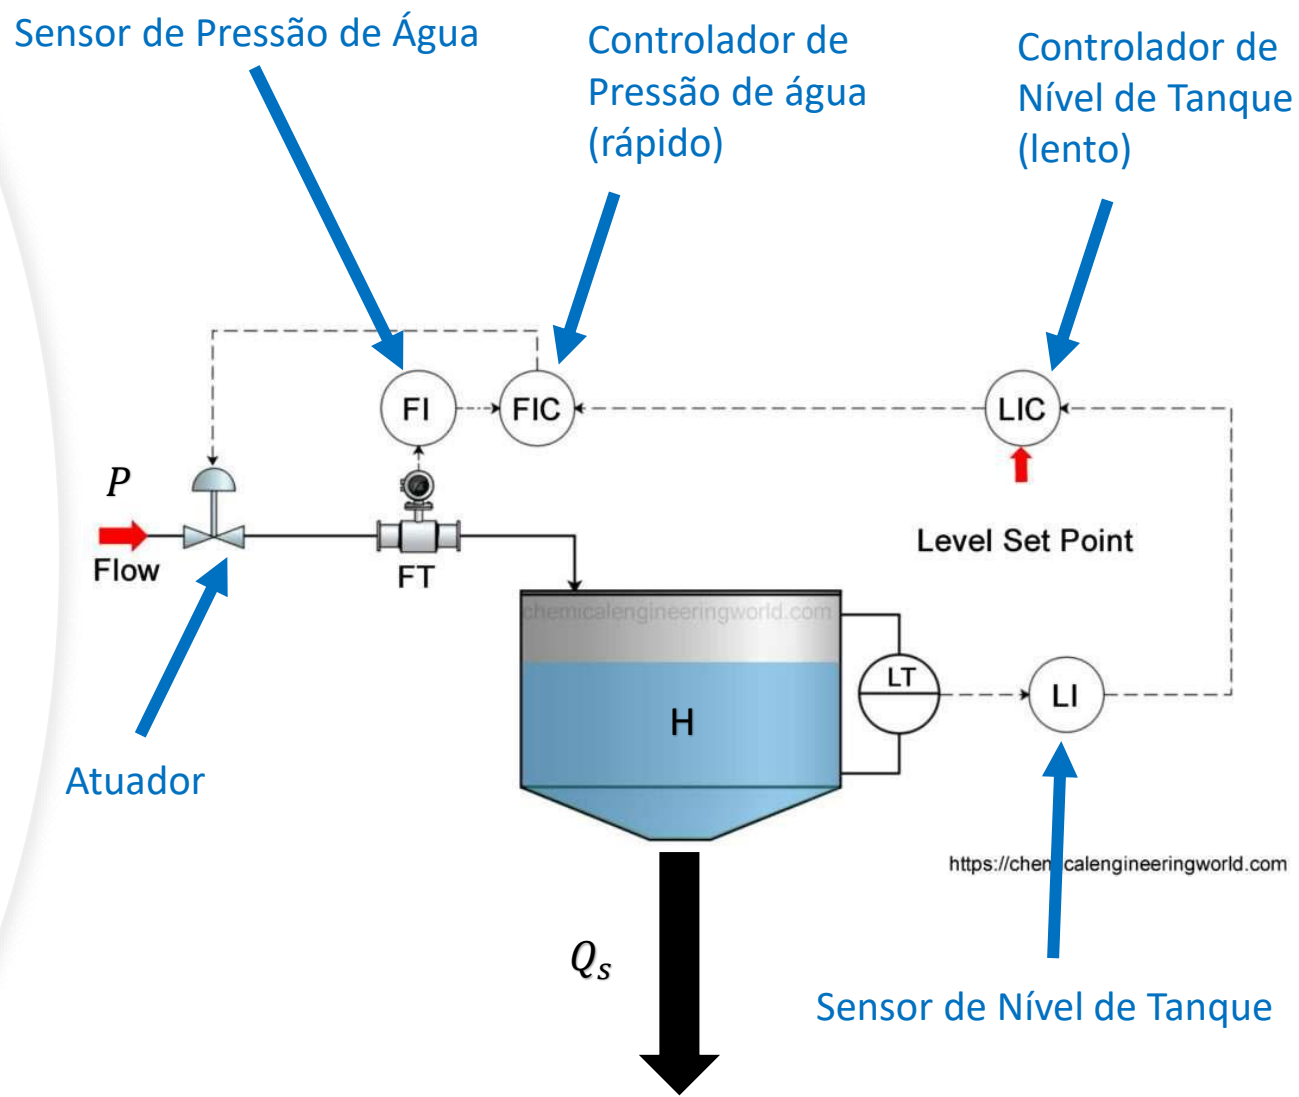 Sensor de Pressão de Água
Controlador de
Pressão de água
(rápido)
Controlador de
Nível de Tanque
(lento)
FI
FIC
LIC
P
Flow
FT
Level Set Point
chemicalengineeringworld.com
LT
LI
H
Atuador
https://chemicalengineeringworld.com
Qs
Sensor de Nível de Tanque